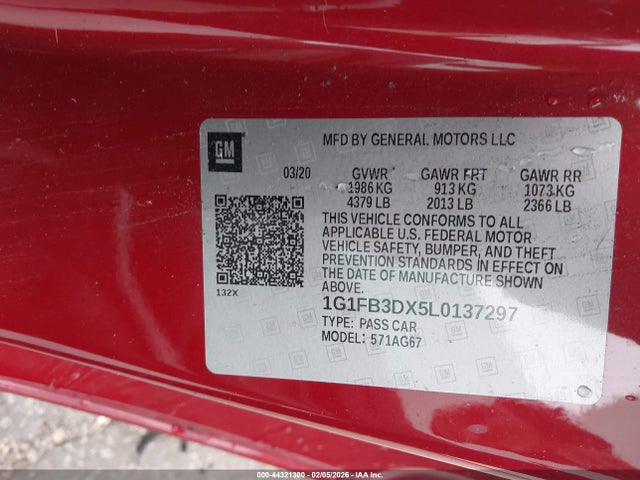 GM
MFD BY GENERAL MOTORS LLC
03/20 GVWR GAWR FRT GAWR RR
1986 KG 913 KG 1073 KG
4379 LB 2013 LB 2366 LB
THIS VEHICLE CONFORMS TO ALL
APPLICABLE U.S. FEDERAL MOTOR
VEHICLE SAFETY, BUMPER, AND THEFT
PREVENTION STANDARDS IN EFFECT ON
THE DATE OF MANUFACTURE SHOWN
ABOVE.
132X
1G1FB3DX5L0137297
TYPE: PASS CAR
MODEL: 571AG67
000-44321300 - 02/05/2026 - IAA Inc.